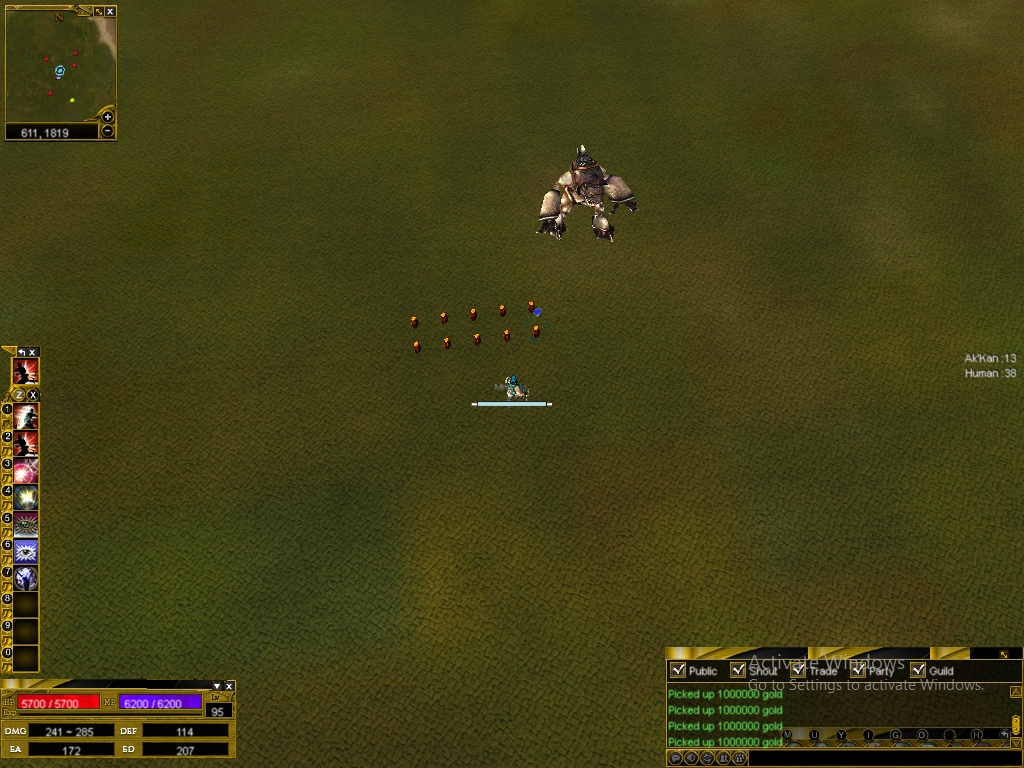 N
X
611, 1819
Ak'Kan :13
Human :38
X
Z X
1
2
3
4
5
6
7
8
9
0
X
HP 5700 / 5700 MP 6200 / 6200 Lv
Exp 95
DMG 241 ~ 285 DEF 114
EA 172 ED 207
Public Shout Trade Party Guild
Activate Windows
Go to Settings to activate Windows.
Picked up 1000000 gold
Picked up 1000000 gold
Picked up 1000000 gold
Picked up 1000000 gold
M U Y I G O H